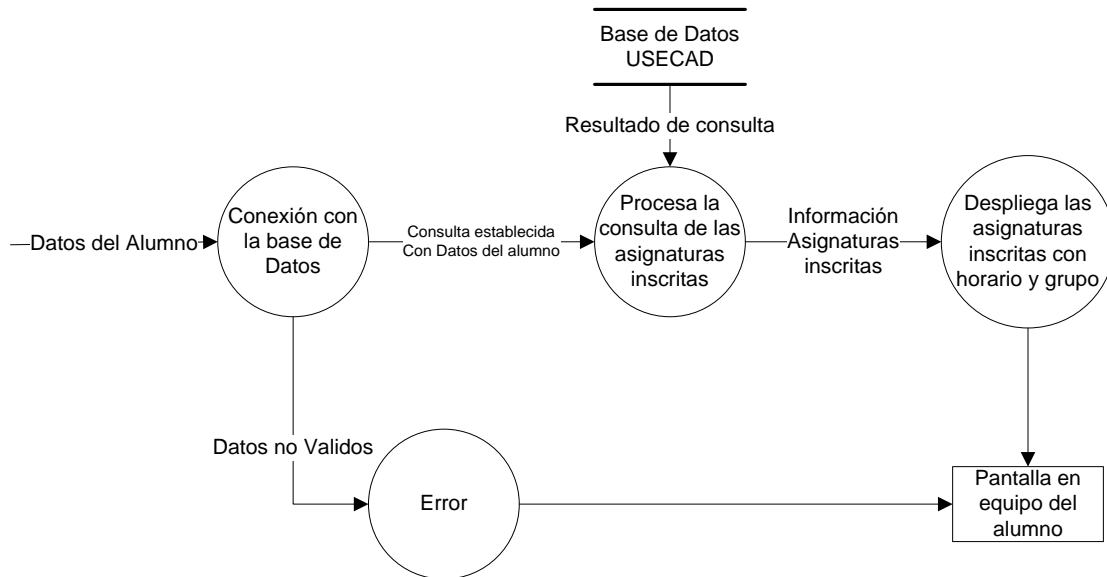 Base de Datos
USECAD
Resultado de consulta
Datos del Alumno
Conexión con
la base de
Datos
Consulta establecida
Con Datos del alumno
Procesa la
consulta de las
asignaturas
inscritas
Información
Asignaturas
inscritas
Despliega las
asignaturas
inscritas con
horario y grupo
Datos no Validos
Error
Pantalla en
equipo del
alumno